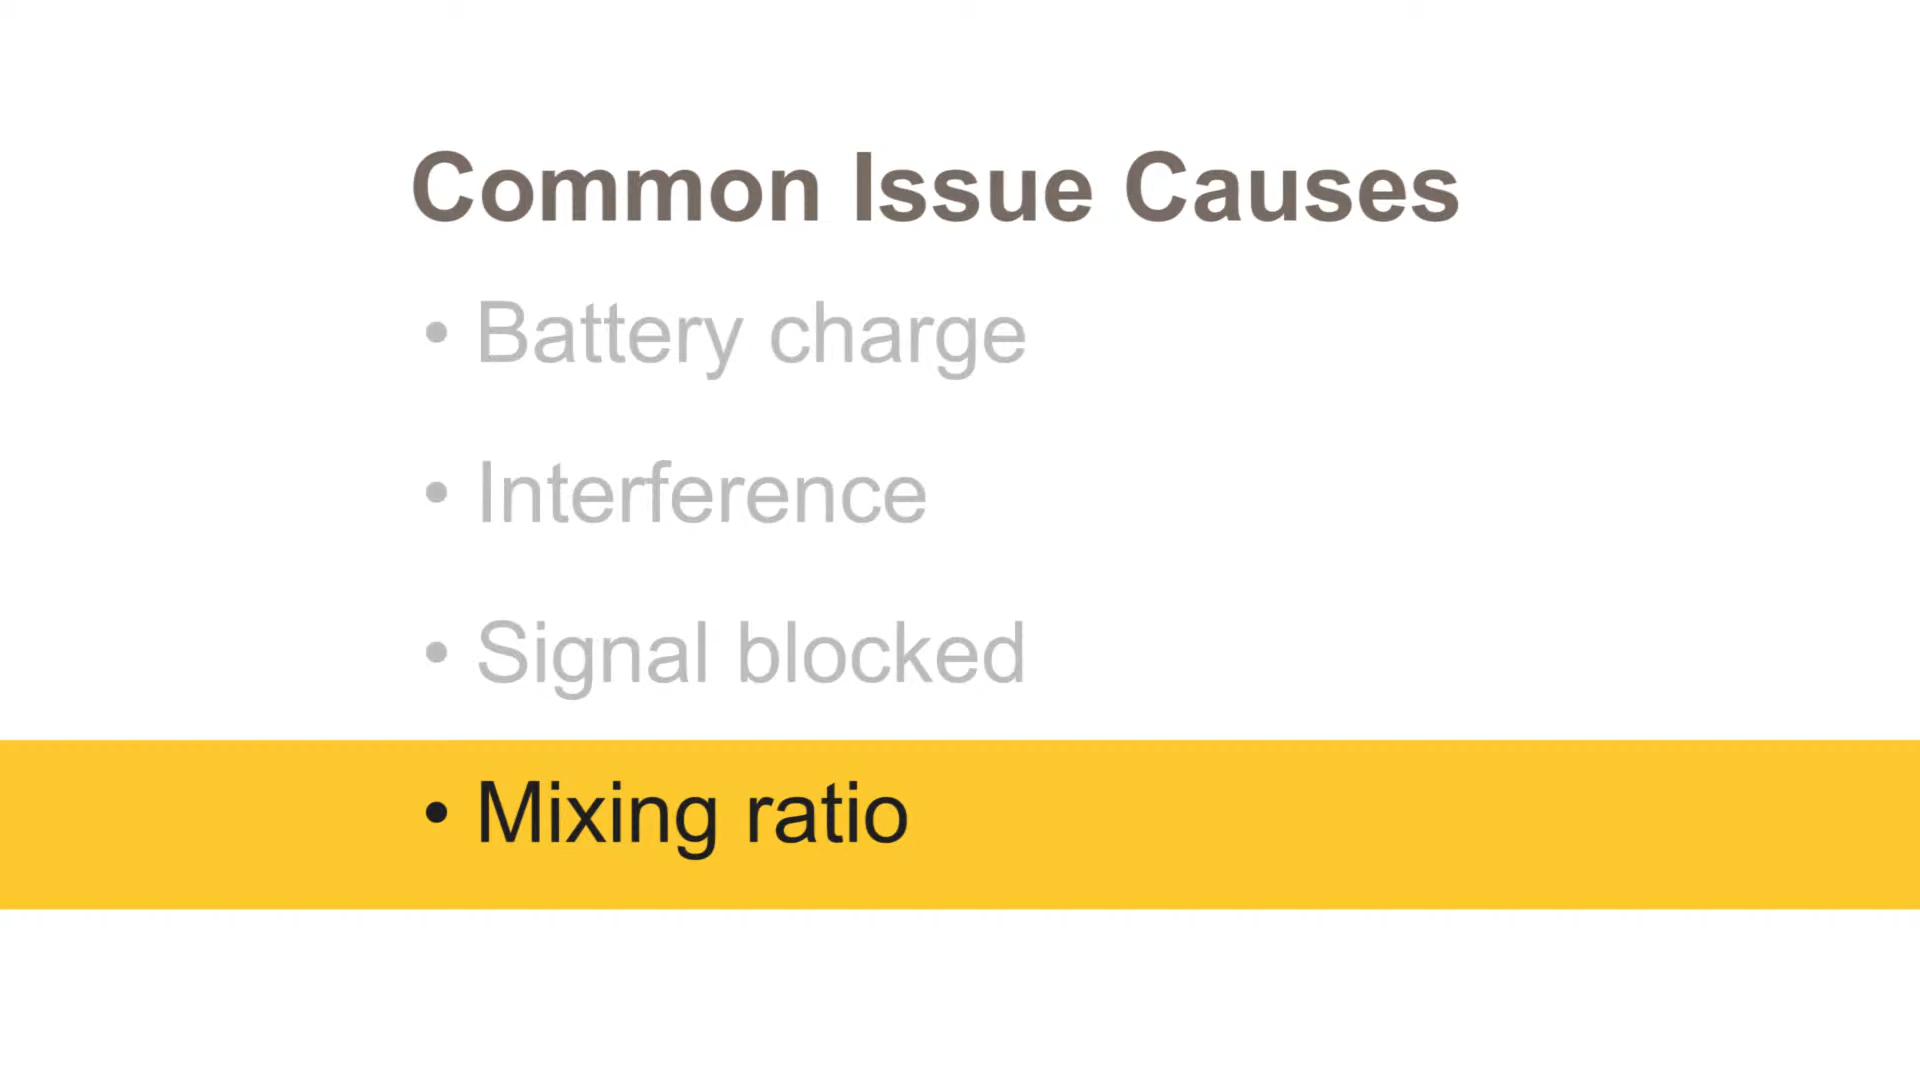 Common Issue Causes
• Battery charge
• Interference
• Signal blocked
• Mixing ratio